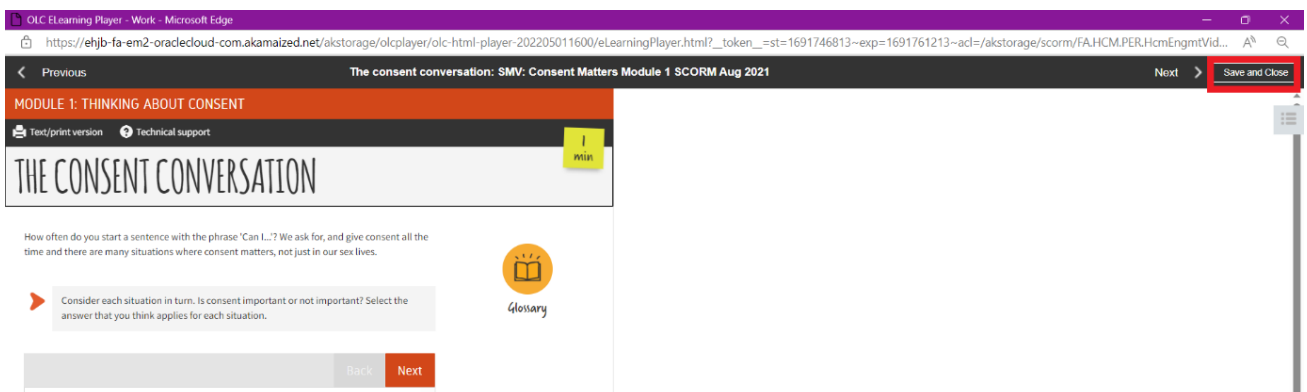 OLC ELearning Player - Work - Microsoft Edge
https://ehjb-fa-em2-oraclecloud-com.akamaized.net/akstorage/olcplayer/olc-html-player-202205011600/eLearningPlayer.html?_token_=st=1691746813~exp=1691761213~acl=/akstorage/scorm/FA.HCM.PER.HcmEngmtVid...
Previous
The consent conversation: SMV: Consent Matters Module 1 SCORM Aug 2021
Next
Save and Close
MODULE 1: THINKING ABOUT CONSENT
Text/print version
Technical support
1
min
THE CONSENT CONVERSATION
How often do you start a sentence with the phrase 'Can I...'? We ask for, and give consent all the
time and there are many situations where consent matters, not just in our sex lives.
Glossary
Consider each situation in turn. Is consent important or not important? Select the
answer that you think applies for each situation.
Back
Next